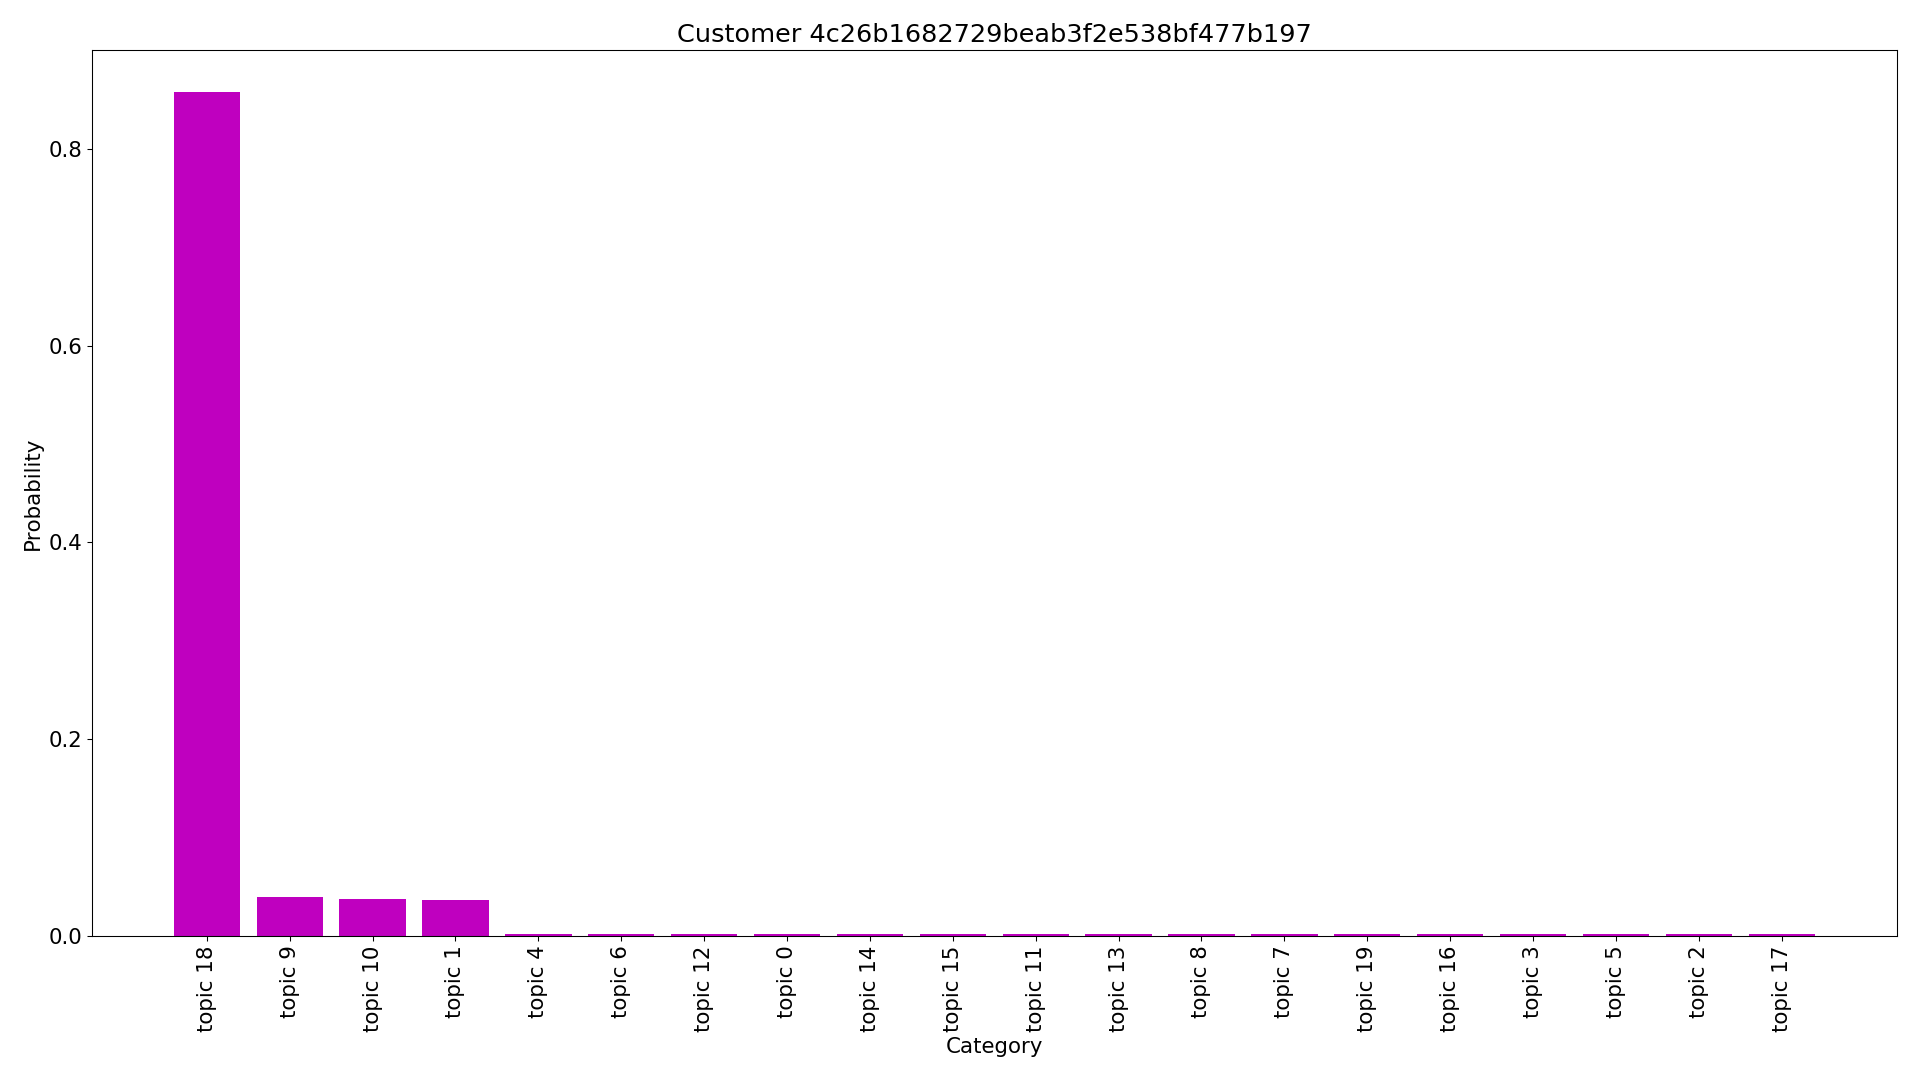 Customer 4c26b1682729beab3f2e538bf477b197
Probability
0.8
0.6
0.4
0.2
0.0
topic 18
topic 9
topic 10
topic 1
topic 4
topic 6
topic 12
topic 0
topic 14
topic 15
topic 11
topic 13
topic 8
topic 7
topic 19
topic 16
topic 3
topic 5
topic 2
topic 17
Category